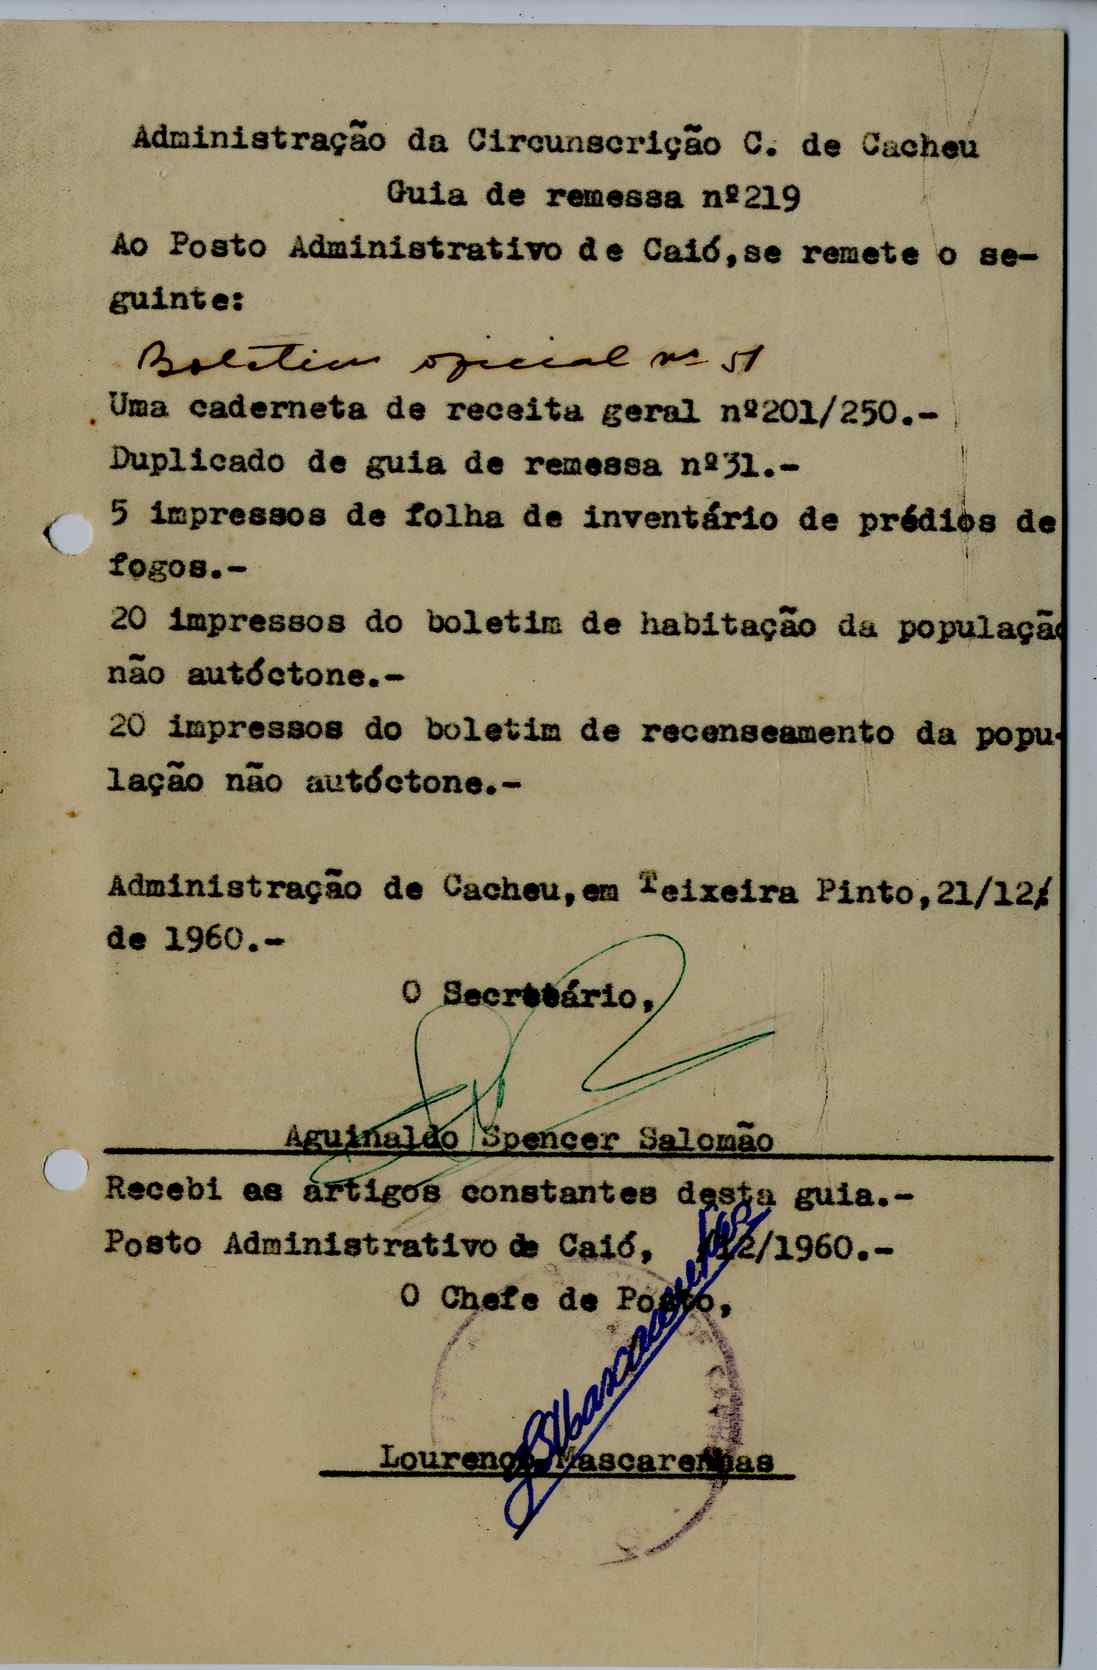 Administração da Circunscrição C. de Cacheu
Guia de remessa nº219
Ao Posto Administrativo de Caió,se remete o se-
guinte:
Boletim oficial nº 51
Uma caderneta de receita geral nº201/250.-
Duplicado de guia de remessa nº31.-
5 impressos de folha de inventário de prédios de
fogos.-
20 impressos do boletim de habitação da população
não autóctone.-
20 impressos do boletim de recenseamento da popu-
lação não autóctone.-
Administração de Cacheu,em Teixeira Pinto,21/12/
de 1960.-
O Secretário,
Aguinaldo Spencer Salomão
Recebi os artigos constantes desta guia.-
Posto Administrativo de Caió, /12/1960.-
O Chefe de Posto,
LMascarenhas
Lourenço Mascarenhas